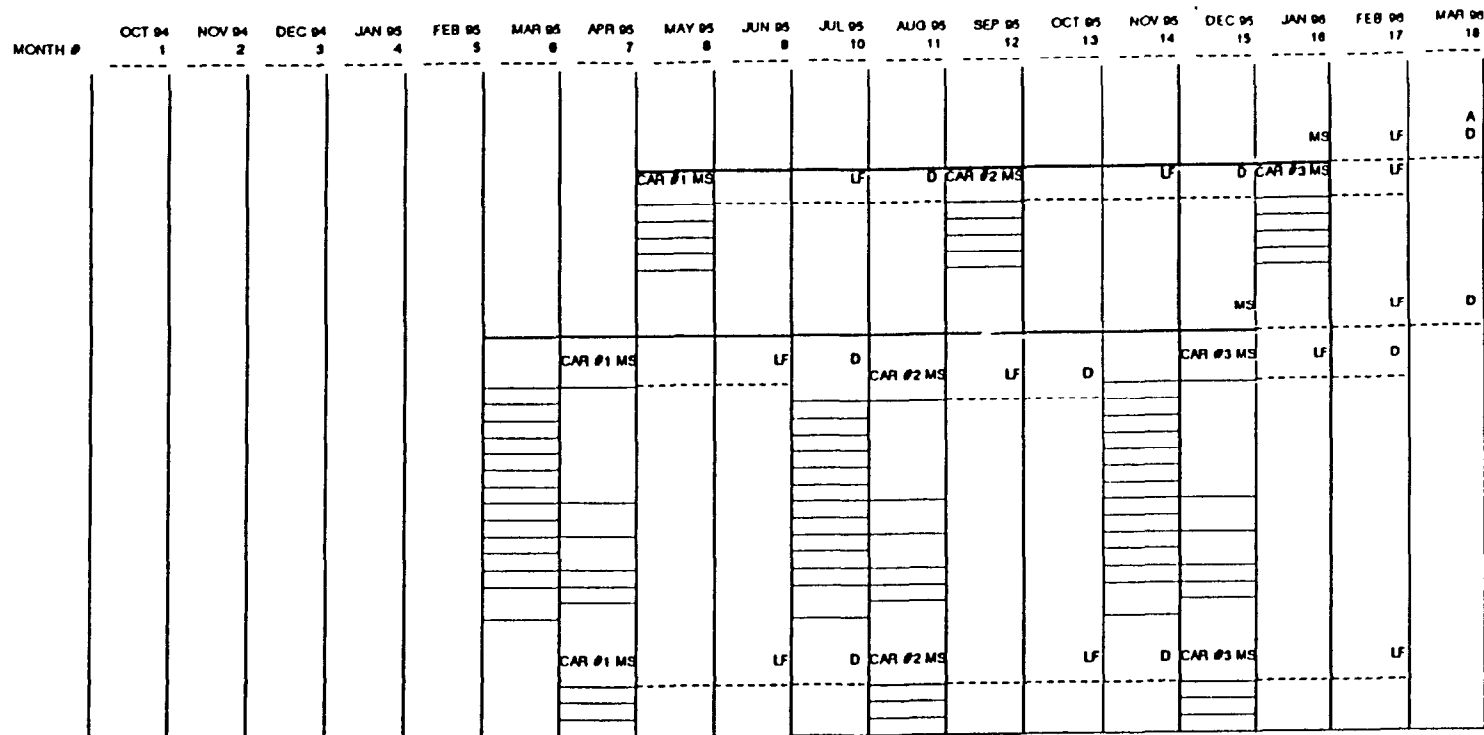 OCT 94 NOV 94 DEC 94 JAN 95 FEB 95 MAR 95 APR 95 MAY 95 JUN 95 JUL 95 AUG 95 SEP 95 OCT 95 NOV 95 DEC 95 JAN 96 FEB 96 MAR 96
MONTH # 1 2 3 4 5 6 7 8 9 10 11 12 13 14 15 16 17 18
A
MS LF D
CAR #1 MS LF D CAR #2 MS LF D CAR #3 MS LF
MS LF D
CAR #1 MS LF D CAR #3 MS LF D
CAR #2 MS LF D
CAR #1 MS LF D CAR #2 MS LF D CAR #3 MS LF